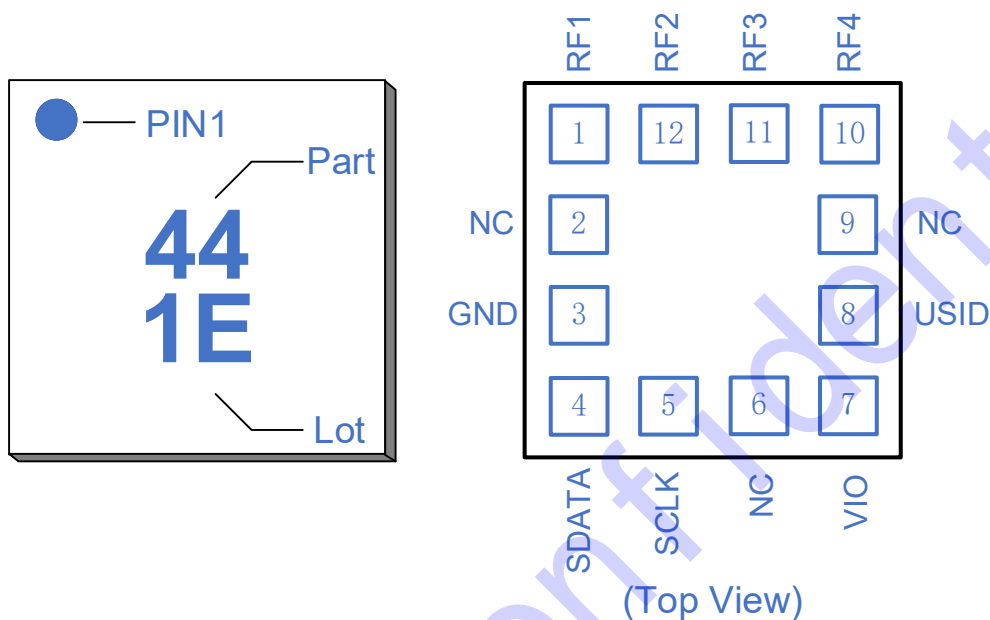 PIN1
Part
44
1E
Lot
RF1 RF2 RF3 RF4
1 12 11 10
NC 2 9 NC
GND 3 8 USID
4 5 6 7
SDATA SCLK NC VIO
(Top View)
onfident